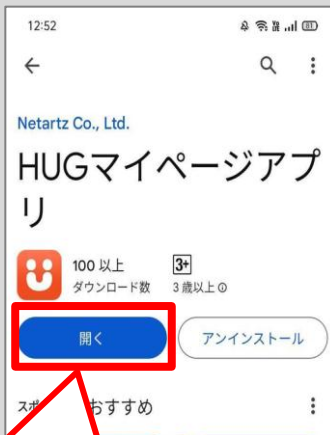 12:52
Netartz Co., Ltd.
HUGマイページアプ
リ
100 以上
ダウンロード数
3+
3 歳以上
開く
アンインストール
スポ
おすすめ